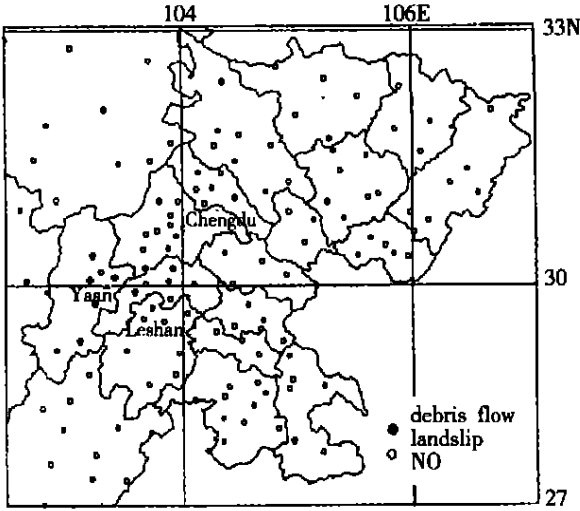 104
106E
33N
Chengdu
30
Yaan
Leshan
debris flow
landslip
NO
27